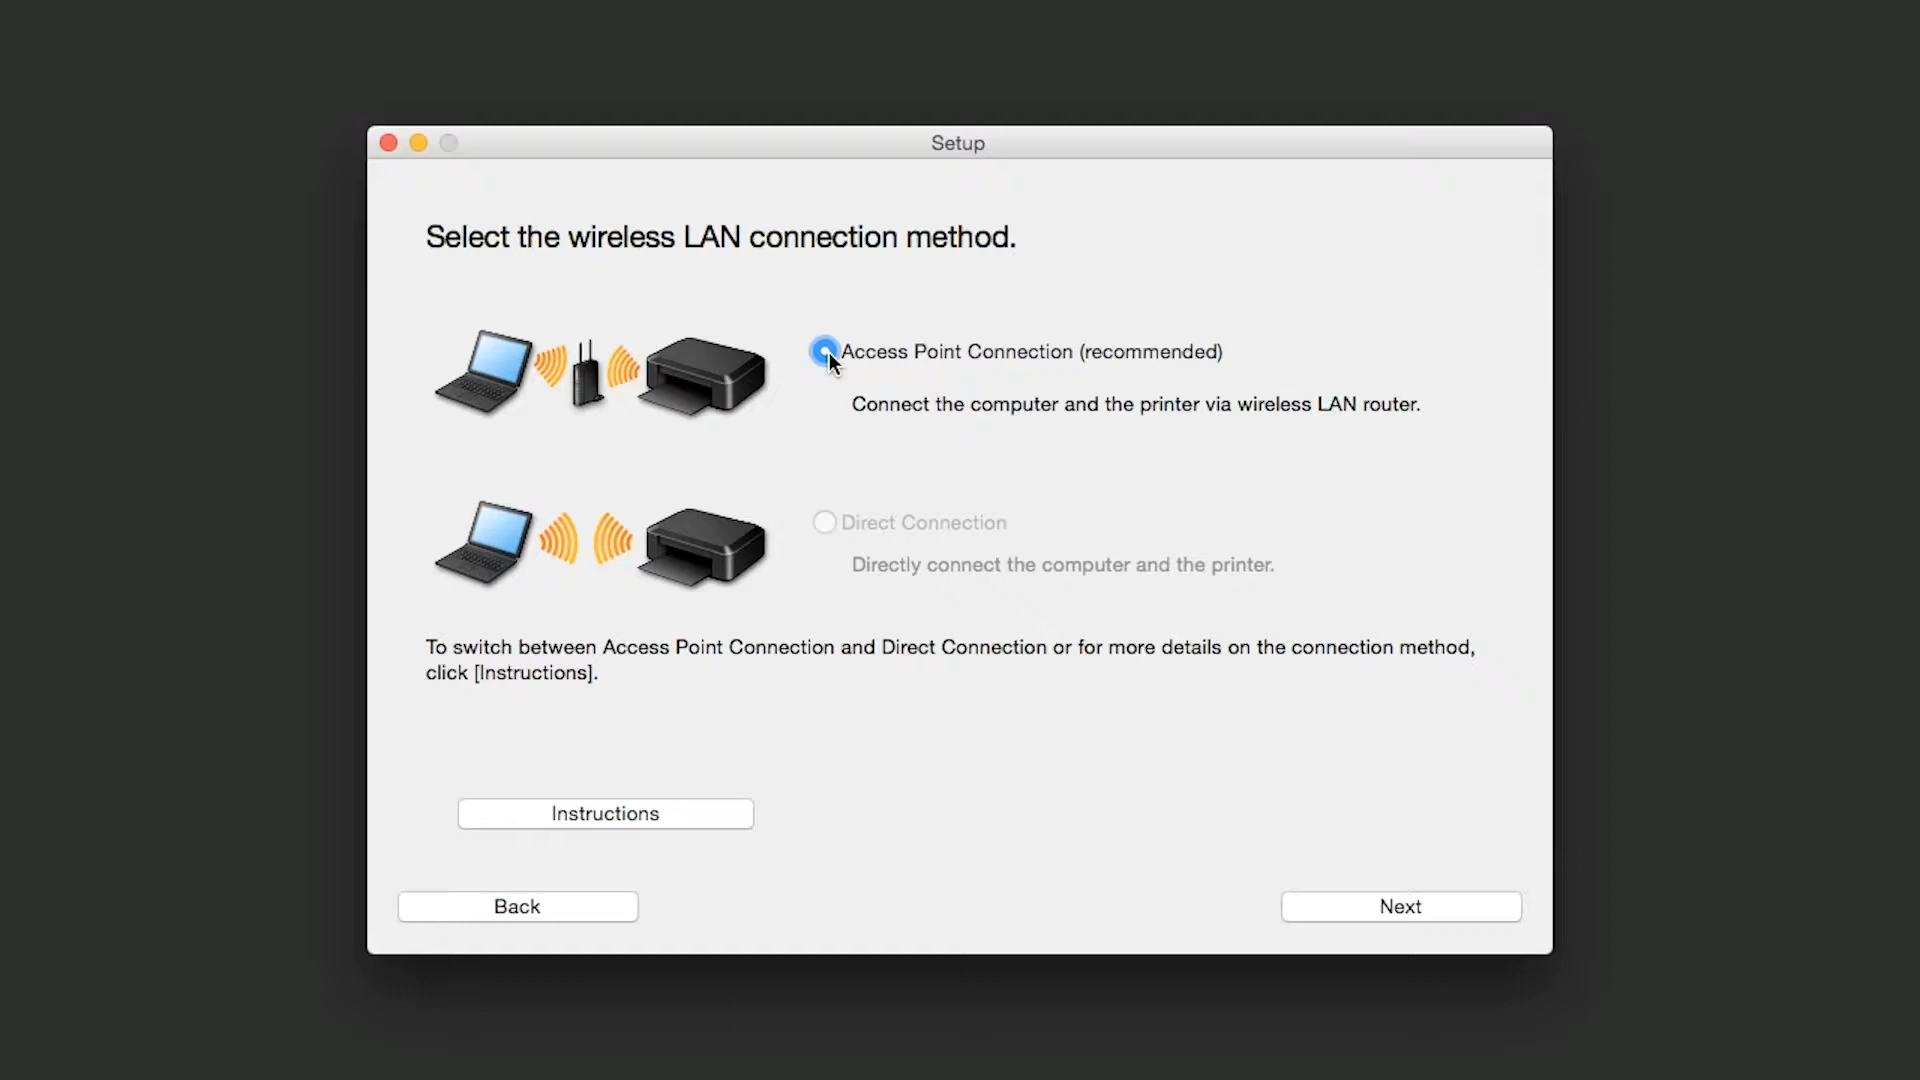 Setup
Select the wireless LAN connection method.
Access Point Connection (recommended)
Connect the computer and the printer via wireless LAN router.
Direct Connection
Directly connect the computer and the printer.
To switch between Access Point Connection and Direct Connection or for more details on the connection method,
click [Instructions].
Instructions
Back
Next